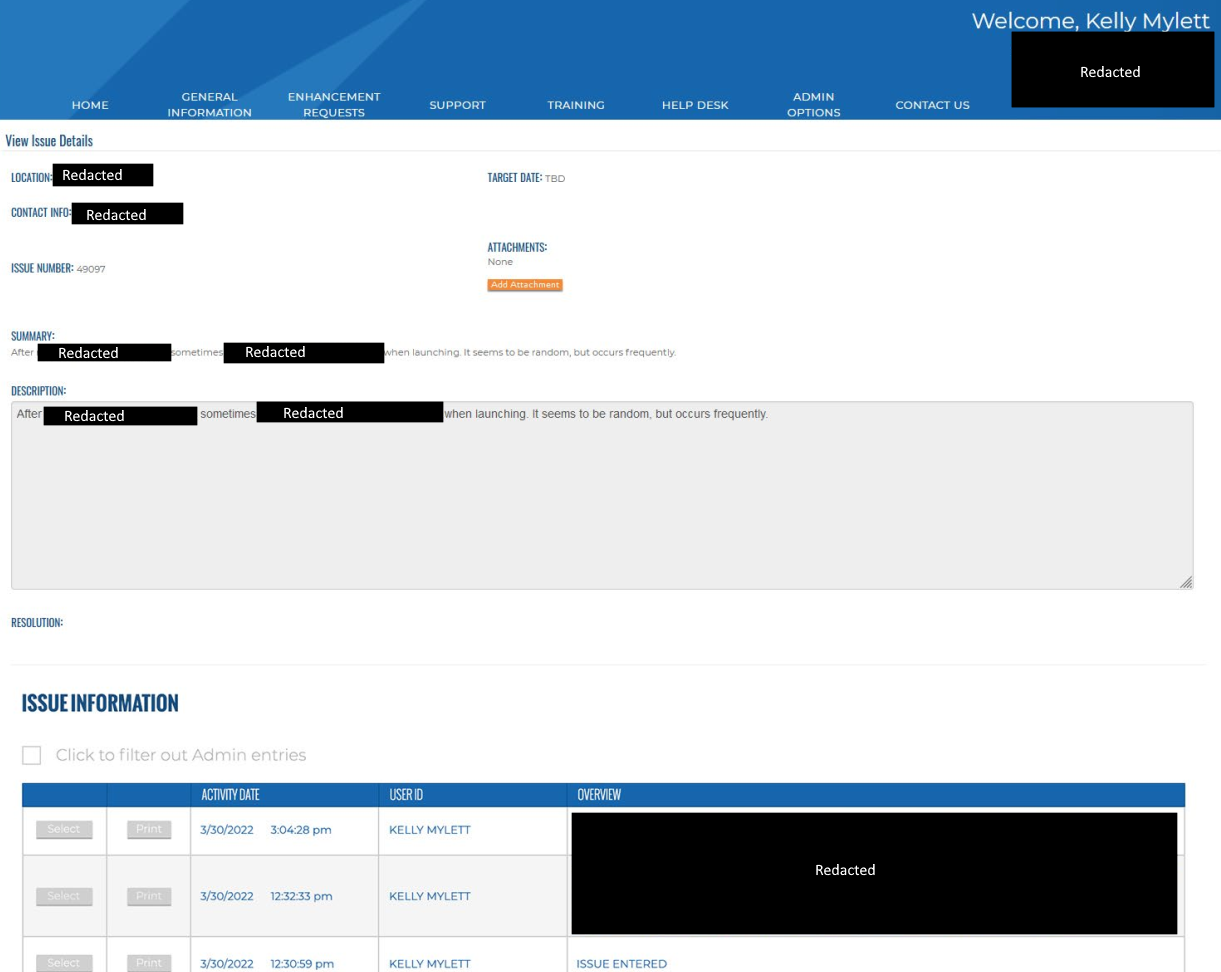 Welcome, Kelly Mylett
Redacted
HOME
GENERAL INFORMATION
ENHANCEMENT REQUESTS
SUPPORT
TRAINING
HELP DESK
ADMIN OPTIONS
CONTACT US
View Issue Details
LOCATION: Redacted
TARGET DATE: TBD
CONTACT INFO: Redacted
ATTACHMENTS:
None
ISSUE NUMBER: 49097
Add Attachment
SUMMARY:
After Redacted sometimes Redacted when launching. It seems to be random, but occurs frequently.
DESCRIPTION:
After Redacted sometimes Redacted when launching. It seems to be random, but occurs frequently.
RESOLUTION:
ISSUE INFORMATION
Click to filter out Admin entries
ACTIVITY DATE USER ID OVERVIEW
Select Print 3/30/2022 3:04:28 pm KELLY MYLETT
Redacted
Select Print 3/30/2022 12:32:33 pm KELLY MYLETT
Select Print 3/30/2022 12:30:59 pm KELLY MYLETT ISSUE ENTERED